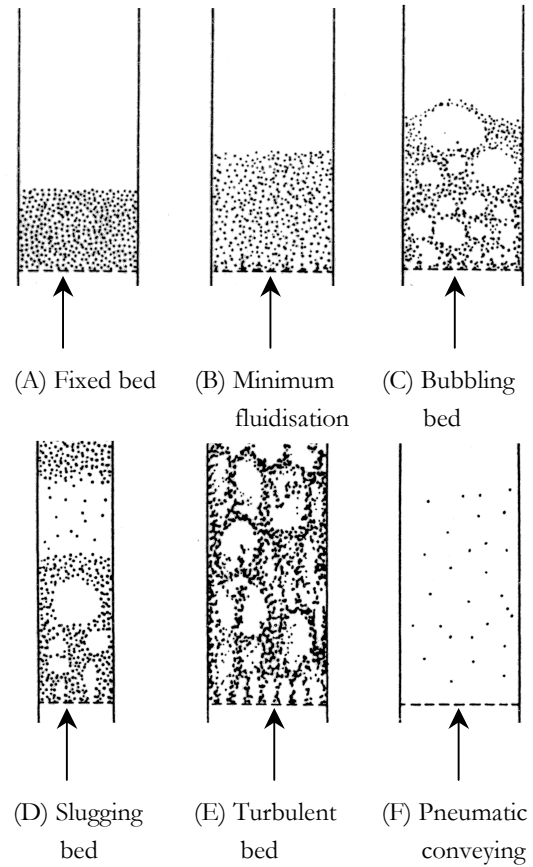 (A) Fixed bed
(B) Minimum
fluidisation
(C) Bubbling
bed
(D) Slugging
bed
(E) Turbulent
bed
(F) Pneumatic
conveying